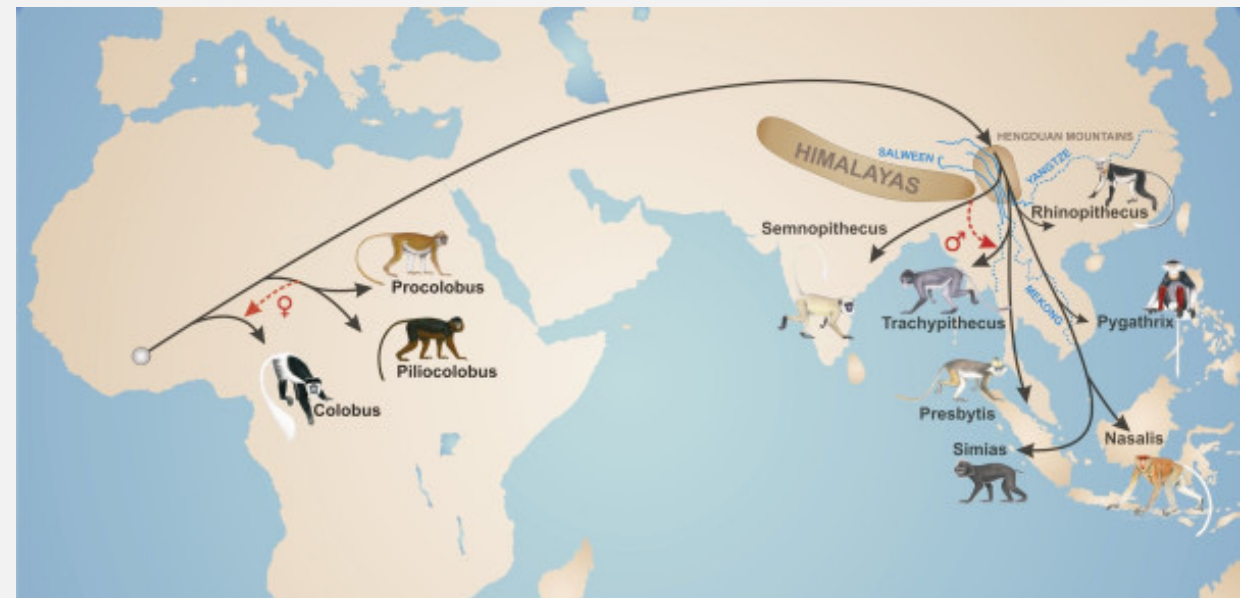 HENGDUAN MOUNTAINS
HIMALAYAS
SALWEEN
YANGTZE
Rhinopithecus
Semnopithecus
♂
Procolobus
♀
MEKONG
Trachypithecus
Pygathrix
Piliocolobus
Colobus
Presbytis
Nasalis
Simias